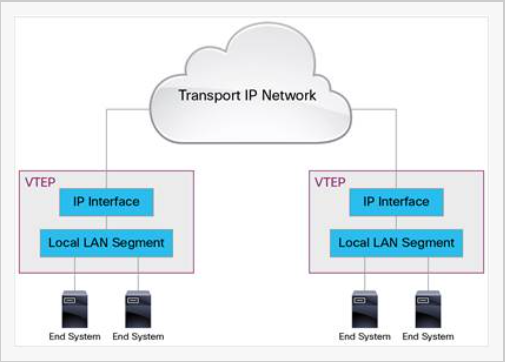 Transport IP Network
VTEP
IP Interface
Local LAN Segment
End System End System
VTEP
IP Interface
Local LAN Segment
End System End System